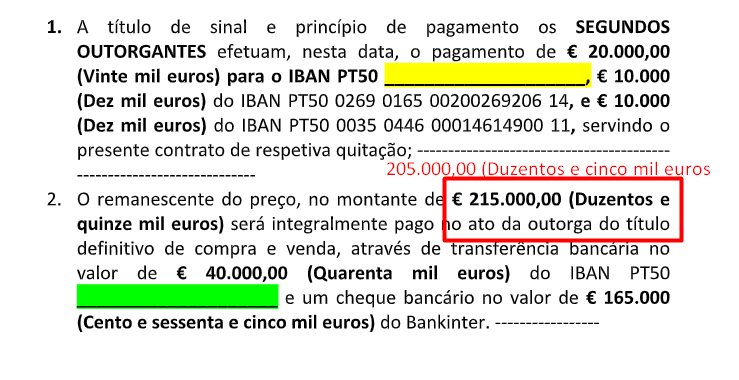 1. A título de sinal e princípio de pagamento os SEGUNDOS
OUTORGANTES efetuam, nesta data, o pagamento de € 20.000,00
(Vinte mil euros) para o IBAN PT50 ____________________, € 10.000
(Dez mil euros) do IBAN PT50 0269 0165 00200269206 14, e € 10.000
(Dez mil euros) do IBAN PT50 0035 0446 00014614900 11, servindo o
presente contrato de respetiva quitação; -----------------------------------------
-----------------------------
205.000,00 (Duzentos e cinco mil euros
2. O remanescente do preço, no montante de € 215.000,00 (Duzentos e
quinze mil euros) será integralmente pago no ato da outorga do título
definitivo de compra e venda, através de transferência bancária no
valor de € 40.000,00 (Quarenta mil euros) do IBAN PT50
____________________ e um cheque bancário no valor de € 165.000
(Cento e sessenta e cinco mil euros) do Bankinter. -----------------